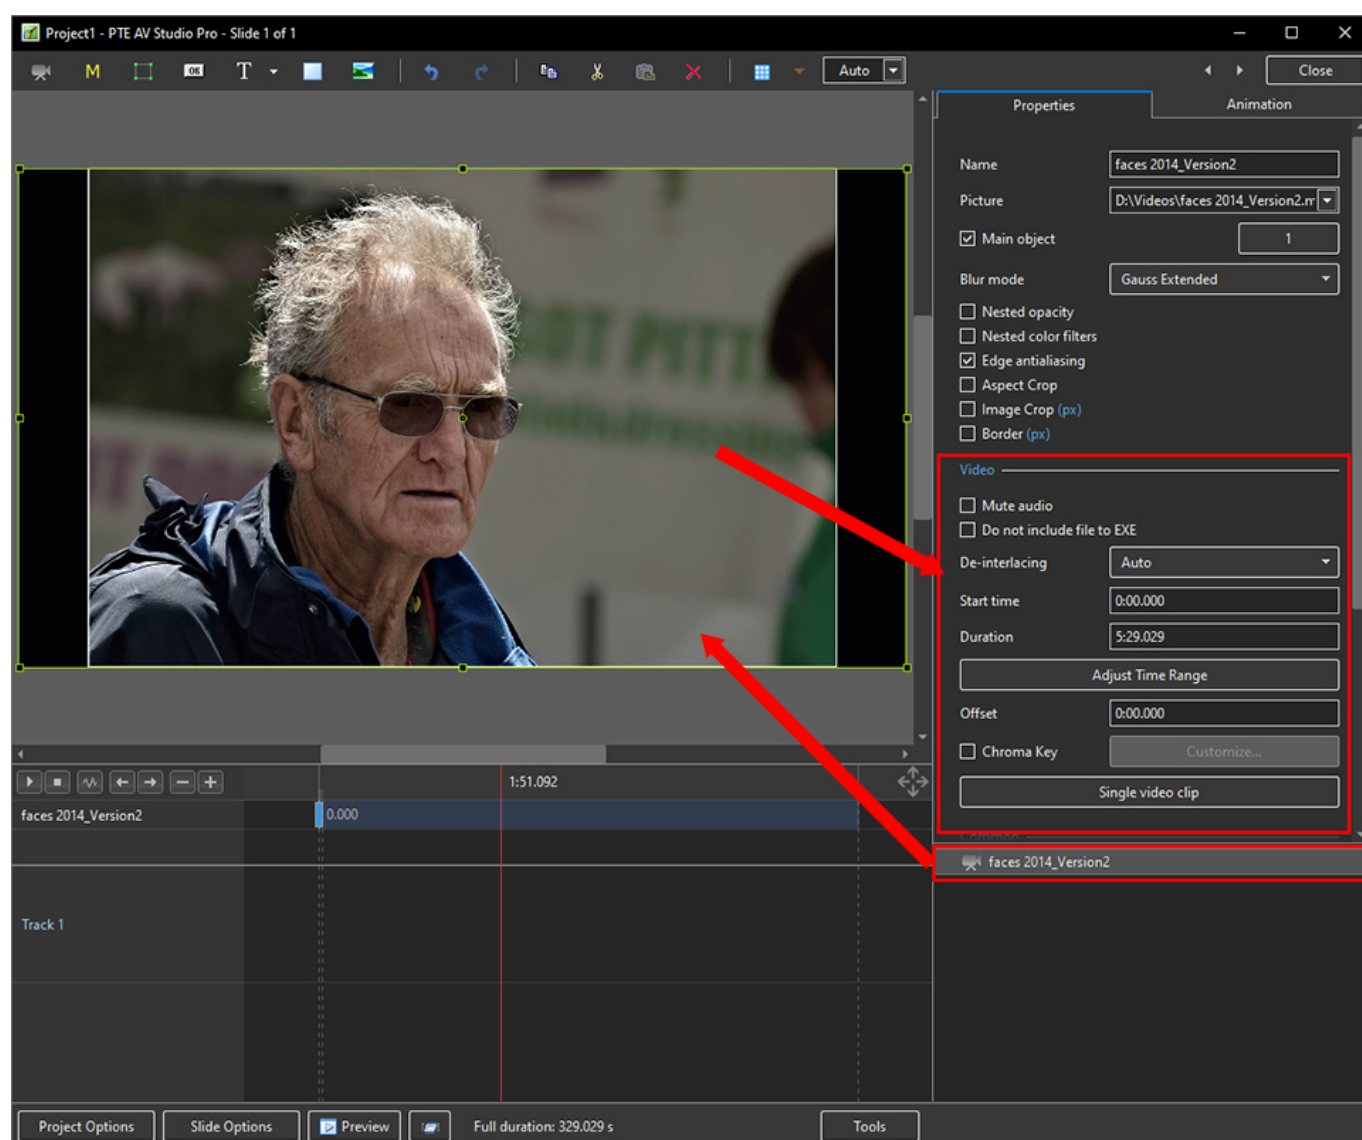 Project1 - PTE AV Studio Pro - Slide 1 of 1
M OK T Auto Close
Properties Animation
Name faces 2014_Version2
Picture D:\Videos\faces 2014_Version2.m
Main object 1
Blur mode Gauss Extended
Nested opacity
Nested color filters
Edge antialiasing
Aspect Crop
Image Crop (px)
Border (px)
Video
Mute audio
Do not include file to EXE
De-interlacing Auto
Start time 0:00.000
Duration 5:29.029
Adjust Time Range
Offset 0:00.000
Chroma Key Customize...
Single video clip
Common
1:51.092
faces 2014_Version2 0.000
faces 2014_Version2
Track 1
Project Options Slide Options Preview Full duration: 329.029 s Tools